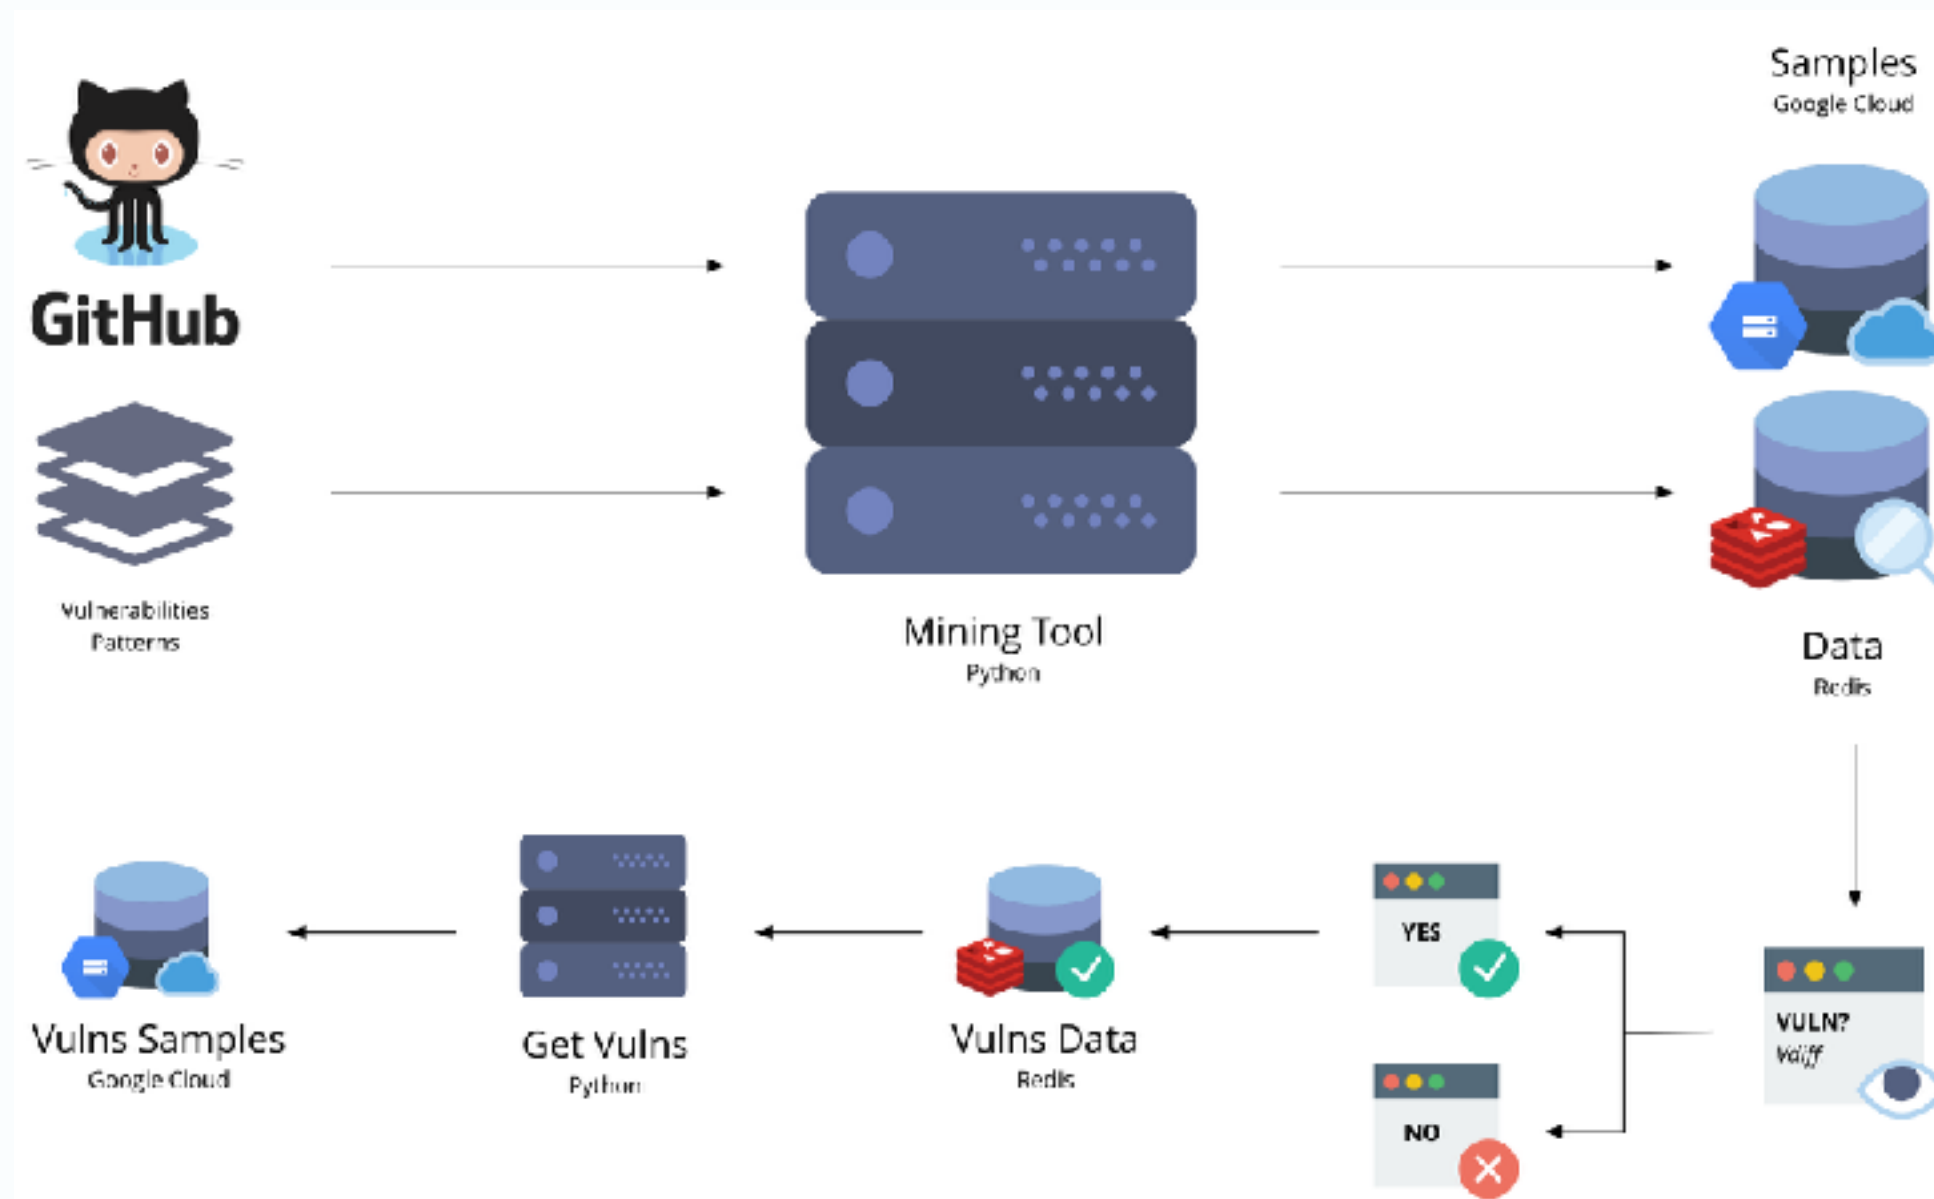 Samples
Google Cloud
GitHub
Vulnerabilities
Patterns
Mining Tool
Python
Data
Redis
VULN?
Vdiff
YES
NO
Vulns Data
Redis
Get Vulns
Python
Vulns Samples
Google Cloud